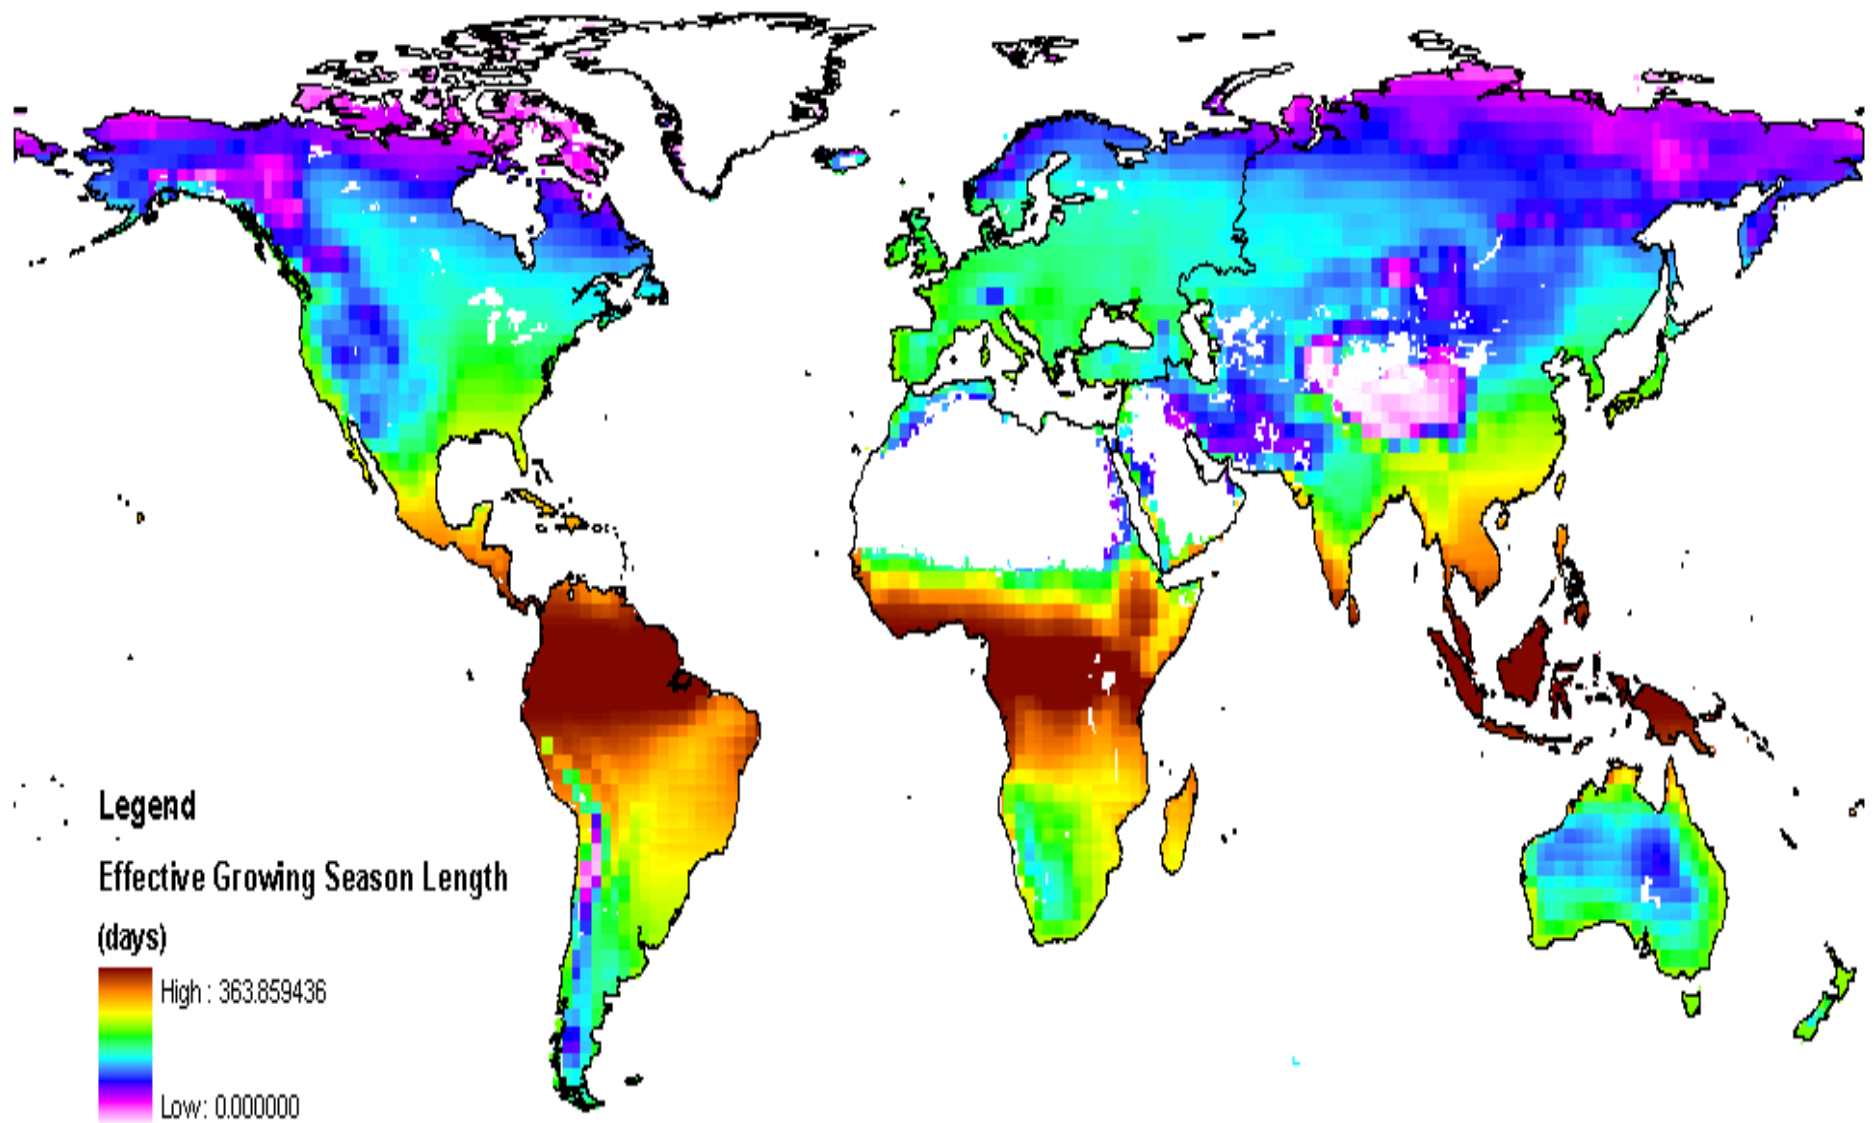 Legend
Effective Growing Season Length
(days)
High : 363.859436
Low : 0.000000